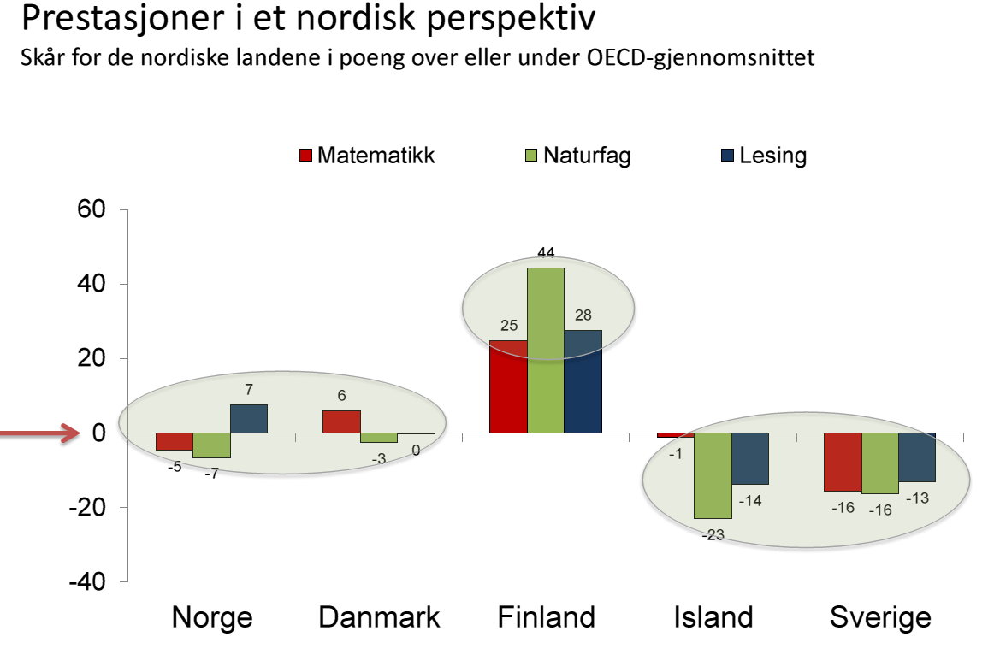 Prestasjoner i et nordisk perspektiv
Skår for de nordiske landene i poeng over eller under OECD-gjennomsnittet
Matematikk Naturfag Lesing
60
40
20
0
-20
-40
-5 -7 7
6 -3 0
25 44 28
-1 -23 -14
-16 -16 -13
Norge Danmark Finland Island Sverige